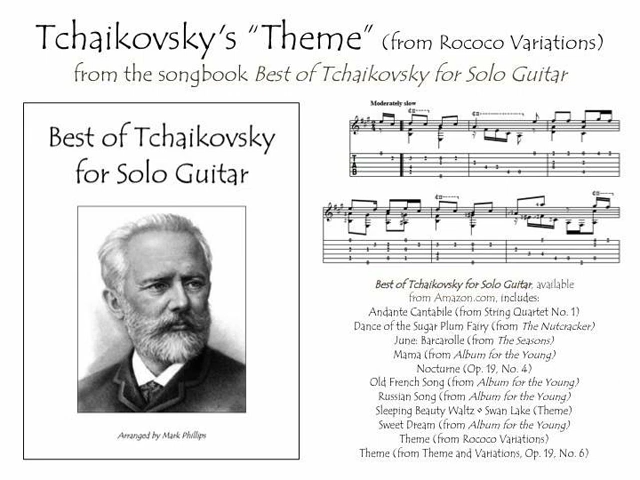 Tchaikovsky's "Theme" (from Rococo Variations)
from the songbook Best of Tchaikovsky for Solo Guitar
Best of Tchaikovsky
for Solo Guitar
Arranged by Mark Phillips
Moderately slow
Best of Tchaikovsky for Solo Guitar, available
from Amazon.com, includes:
Andante Cantabile (from String Quartet No. 1)
Dance of the Sugar Plum Fairy (from The Nutcracker)
June: Barcarolle (from The Seasons)
Mama (from Album for the Young)
Nocturne (Op. 19, No. 4)
Old French Song (from Album for the Young)
Russian Song (from Album for the Young)
Sleeping Beauty Waltz ⋄ Swan Lake (Theme)
Sweet Dream (from Album for the Young)
Theme (from Rococo Variations)
Theme (from Theme and Variations, Op. 19, No. 6)